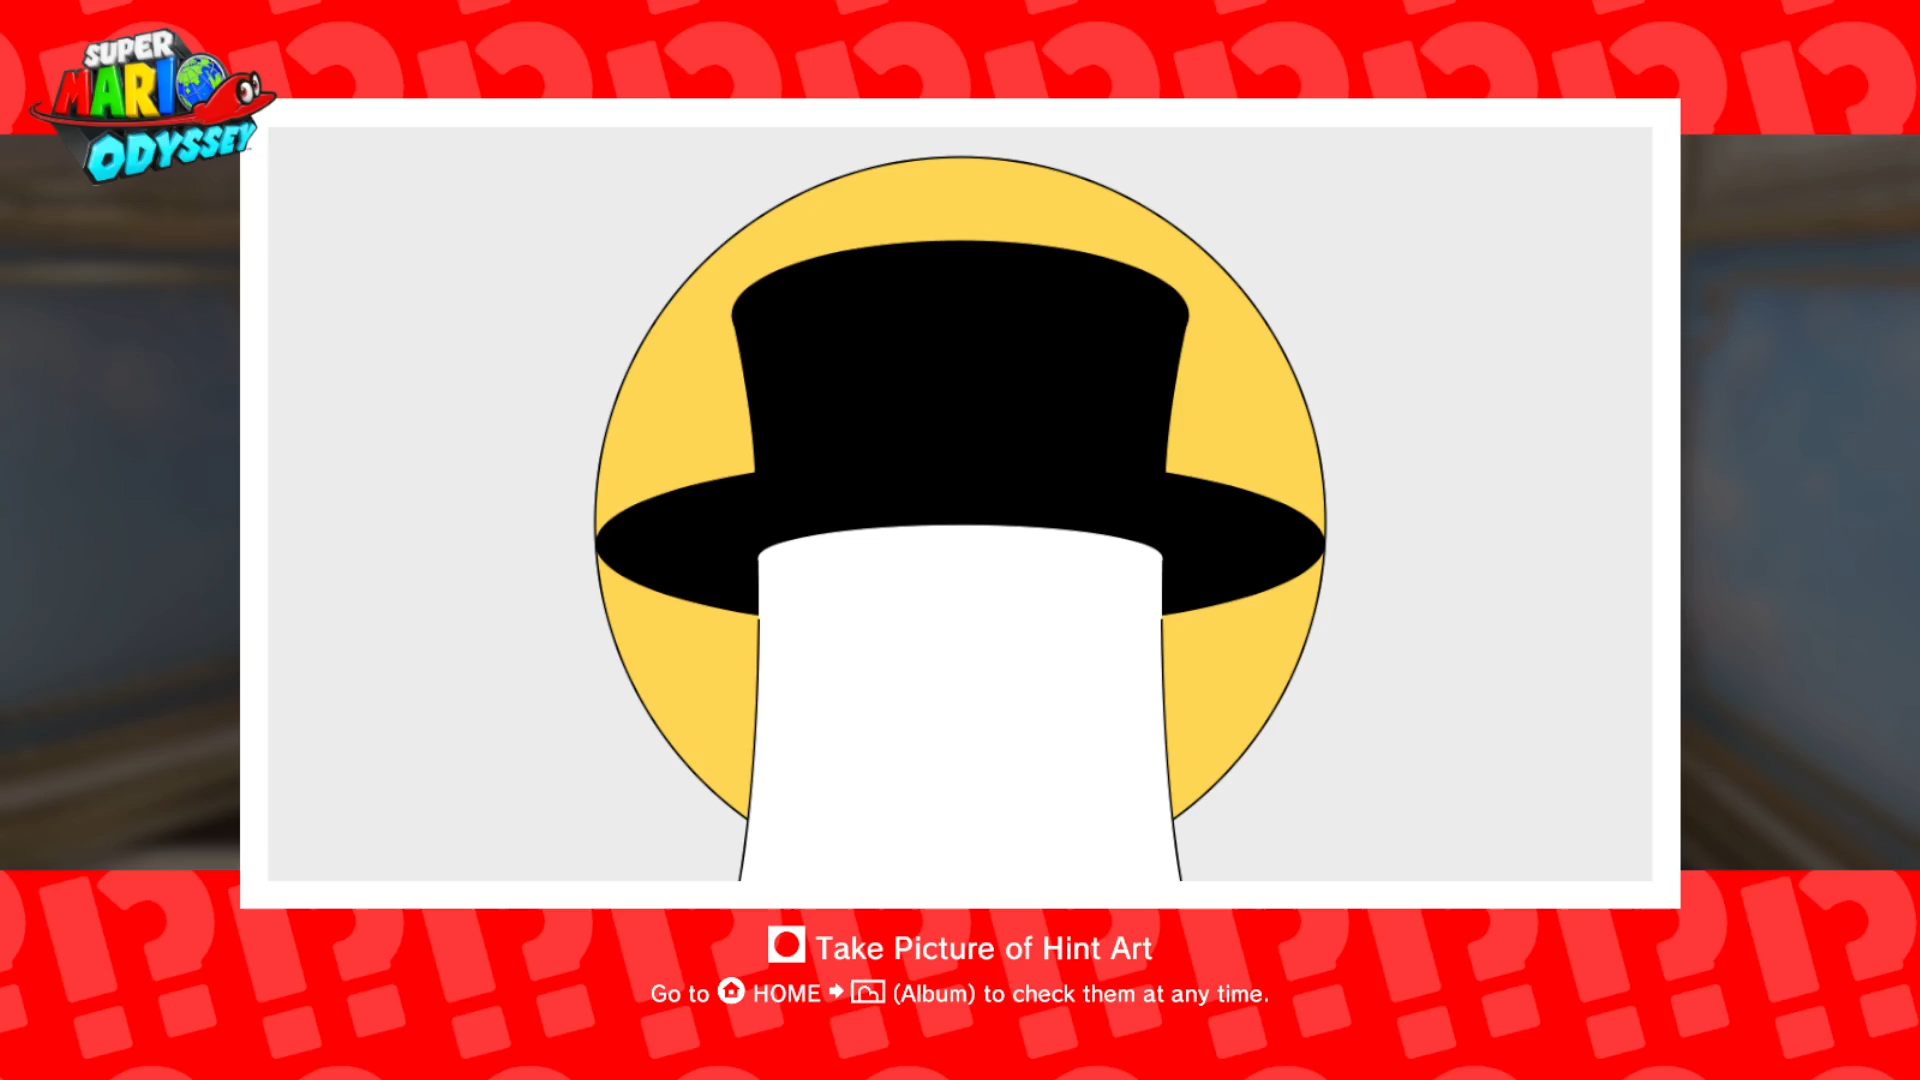 SUPER
MARIO
ODYSSEY
Take Picture of Hint Art
Go to HOME (Album) to check them at any time.